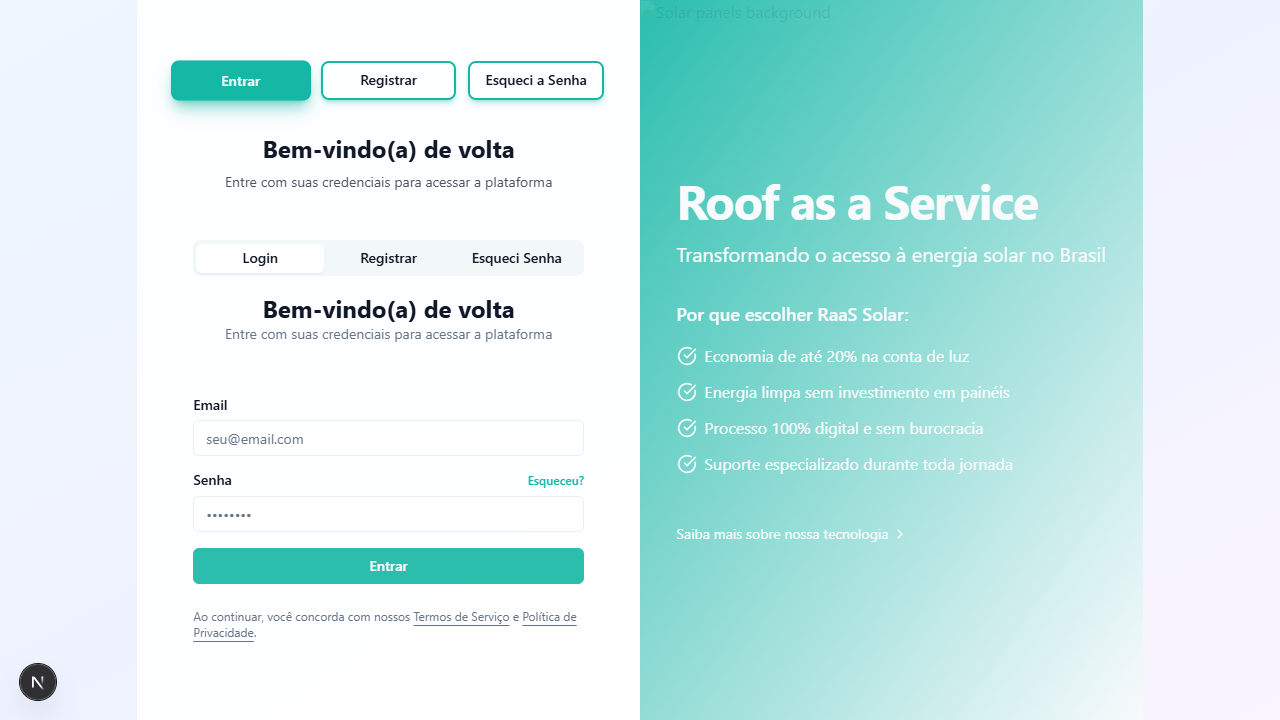 Entrar
Registrar
Esqueci a Senha
Bem-vindo(a) de volta
Entre com suas credenciais para acessar a plataforma
Login
Registrar
Esqueci Senha
Bem-vindo(a) de volta
Entre com suas credenciais para acessar a plataforma
Email
seu@email.com
Senha
Esqueceu?
••••••••
Entrar
Ao continuar, você concorda com nossos Termos de Serviço e Política de
Privacidade.
N
Solar panels background
Roof as a Service
Transformando o acesso à energia solar no Brasil
Por que escolher RaaS Solar:
Economia de até 20% na conta de luz
Energia limpa sem investimento em painéis
Processo 100% digital e sem burocracia
Suporte especializado durante toda jornada
Saiba mais sobre nossa tecnologia